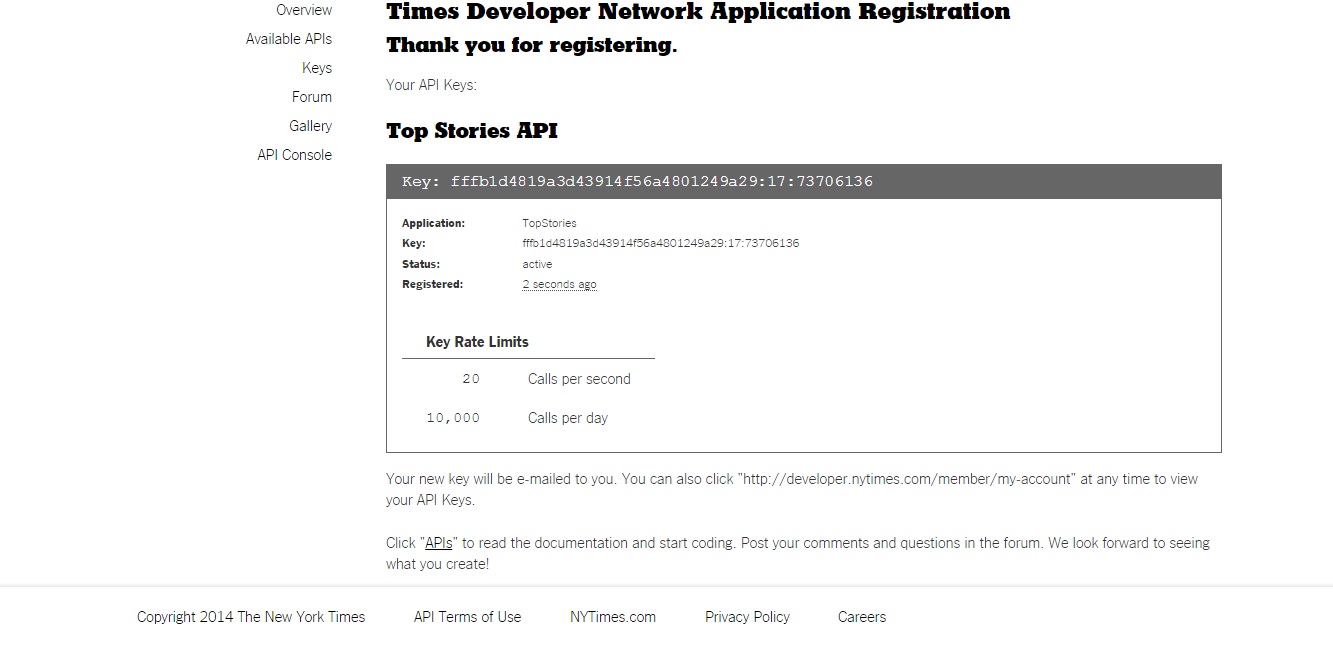 Overview
Available APIs
Keys
Forum
Gallery
API Console
Times Developer Network Application Registration
Thank you for registering.
Your API Keys:
Top Stories API
Key: fffb1d4819a3d43914f56a4801249a29:17:73706136
Application: TopStories
Key: fffb1d4819a3d43914f56a4801249a29:17:73706136
Status: active
Registered: 2 seconds ago
Key Rate Limits
20 Calls per second
10,000 Calls per day
Your new key will be e-mailed to you. You can also click "http://developer.nytimes.com/member/my-account" at any time to view
your API Keys.
Click "APIs" to read the documentation and start coding. Post your comments and questions in the forum. We look forward to seeing
what you create!
Copyright 2014 The New York Times API Terms of Use NYTimes.com Privacy Policy Careers